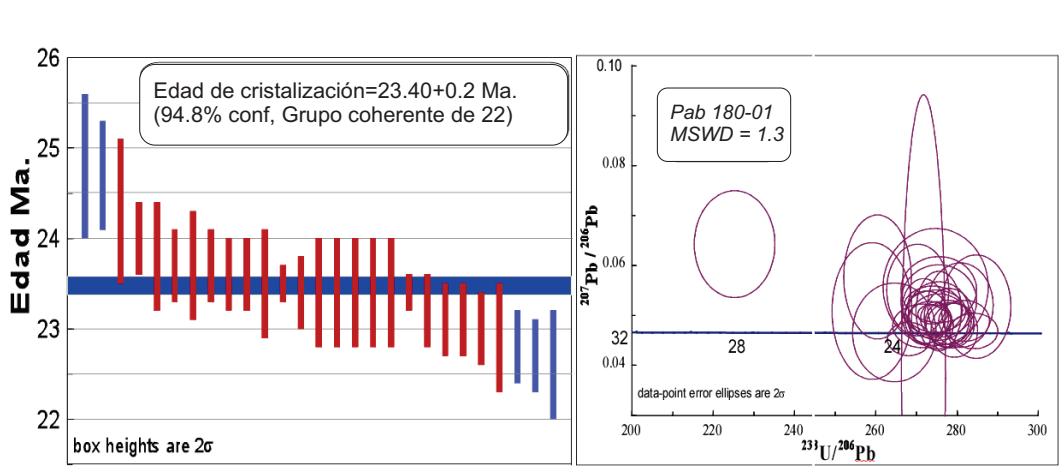 26
25
24
23
22
Edad Ma.
Edad de cristalización=23.40+0.2 Ma.
(94.8% conf, Grupo coherente de 22)
box heights are 2σ
0.10
0.08
0.06
0.04
207Pb / 206Pb
Pab 180-01
MSWD = 1.3
32
28
24
data-point error ellipses are 2σ
200
220
240
260
280
300
233U/206Pb